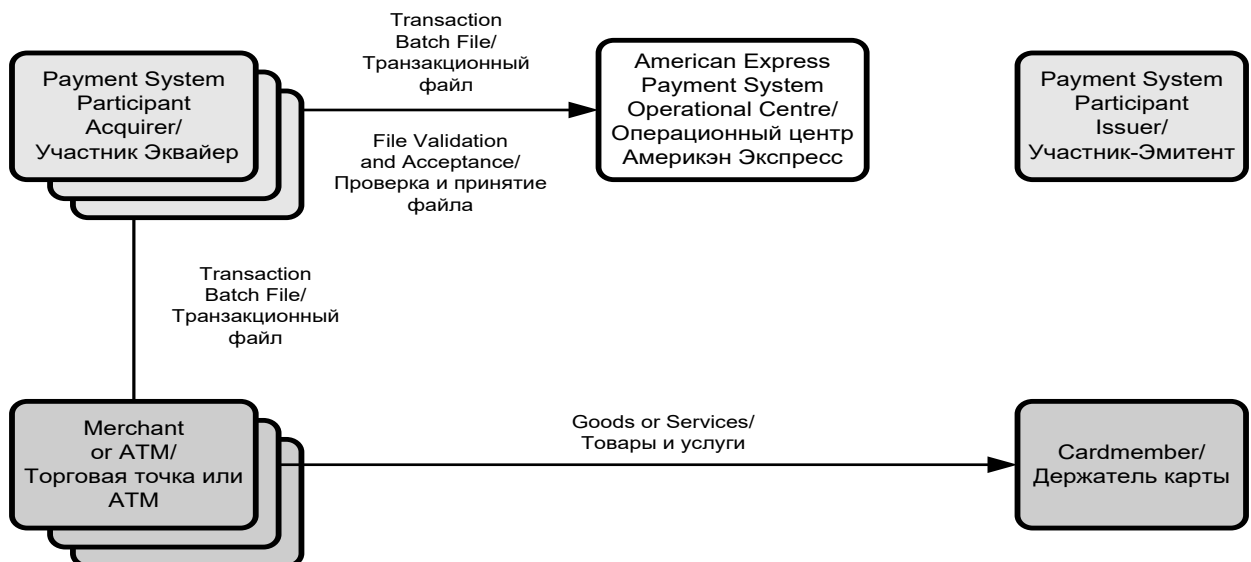 Transaction
Batch File/
Транзакционный
файл
Payment System
Participant
Acquirer/
Участник Эквайер
American Express
Payment System
Operational Centre/
Операционный центр
Америкэн Экспресс
Payment System
Participant
Issuer/
Участник-Эмитент
File Validation
and Acceptance/
Проверка и принятие
файла
Transaction
Batch File/
Транзакционный
файл
Merchant
or ATM/
Торговая точка или
ATM
Goods or Services/
Товары и услуги
Cardmember/
Держатель карты